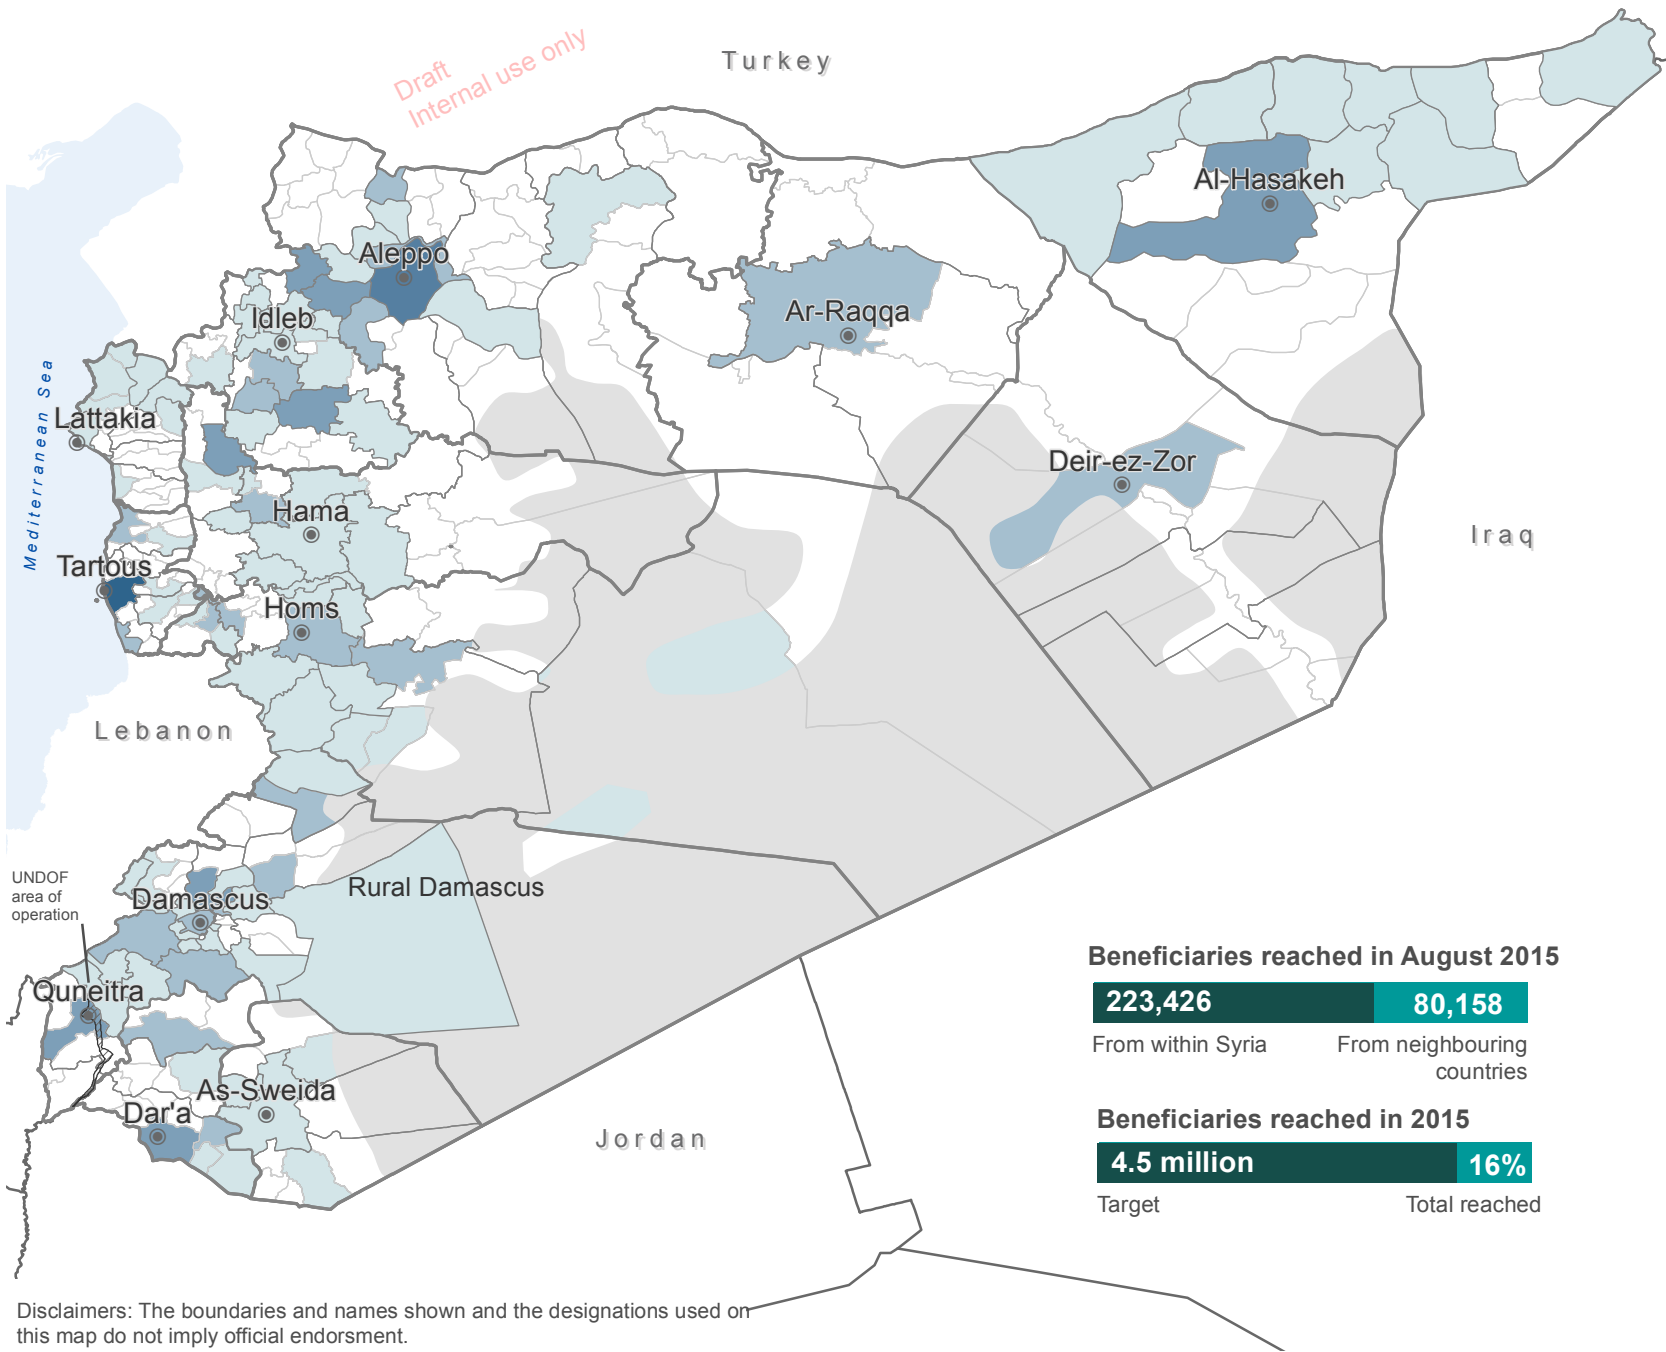 Draft
Internal use only
Turkey
Al-Hasakeh
Aleppo
Ar-Raqqa
Idleb
Mediterranean Sea
Lattakia
Deir-ez-Zor
Hama
Iraq
Tartous
Homs
Lebanon
UNDOF
area of
operation
Rural Damascus
Damascus
Quneitra
As-Sweida
Dar'a
Jordan
Beneficiaries reached in August 2015
223,426 80,158
From within Syria From neighbouring
countries
Beneficiaries reached in 2015
4.5 million 16%
Target Total reached
Disclaimers: The boundaries and names shown and the designations used on
this map do not imply official endorsment.